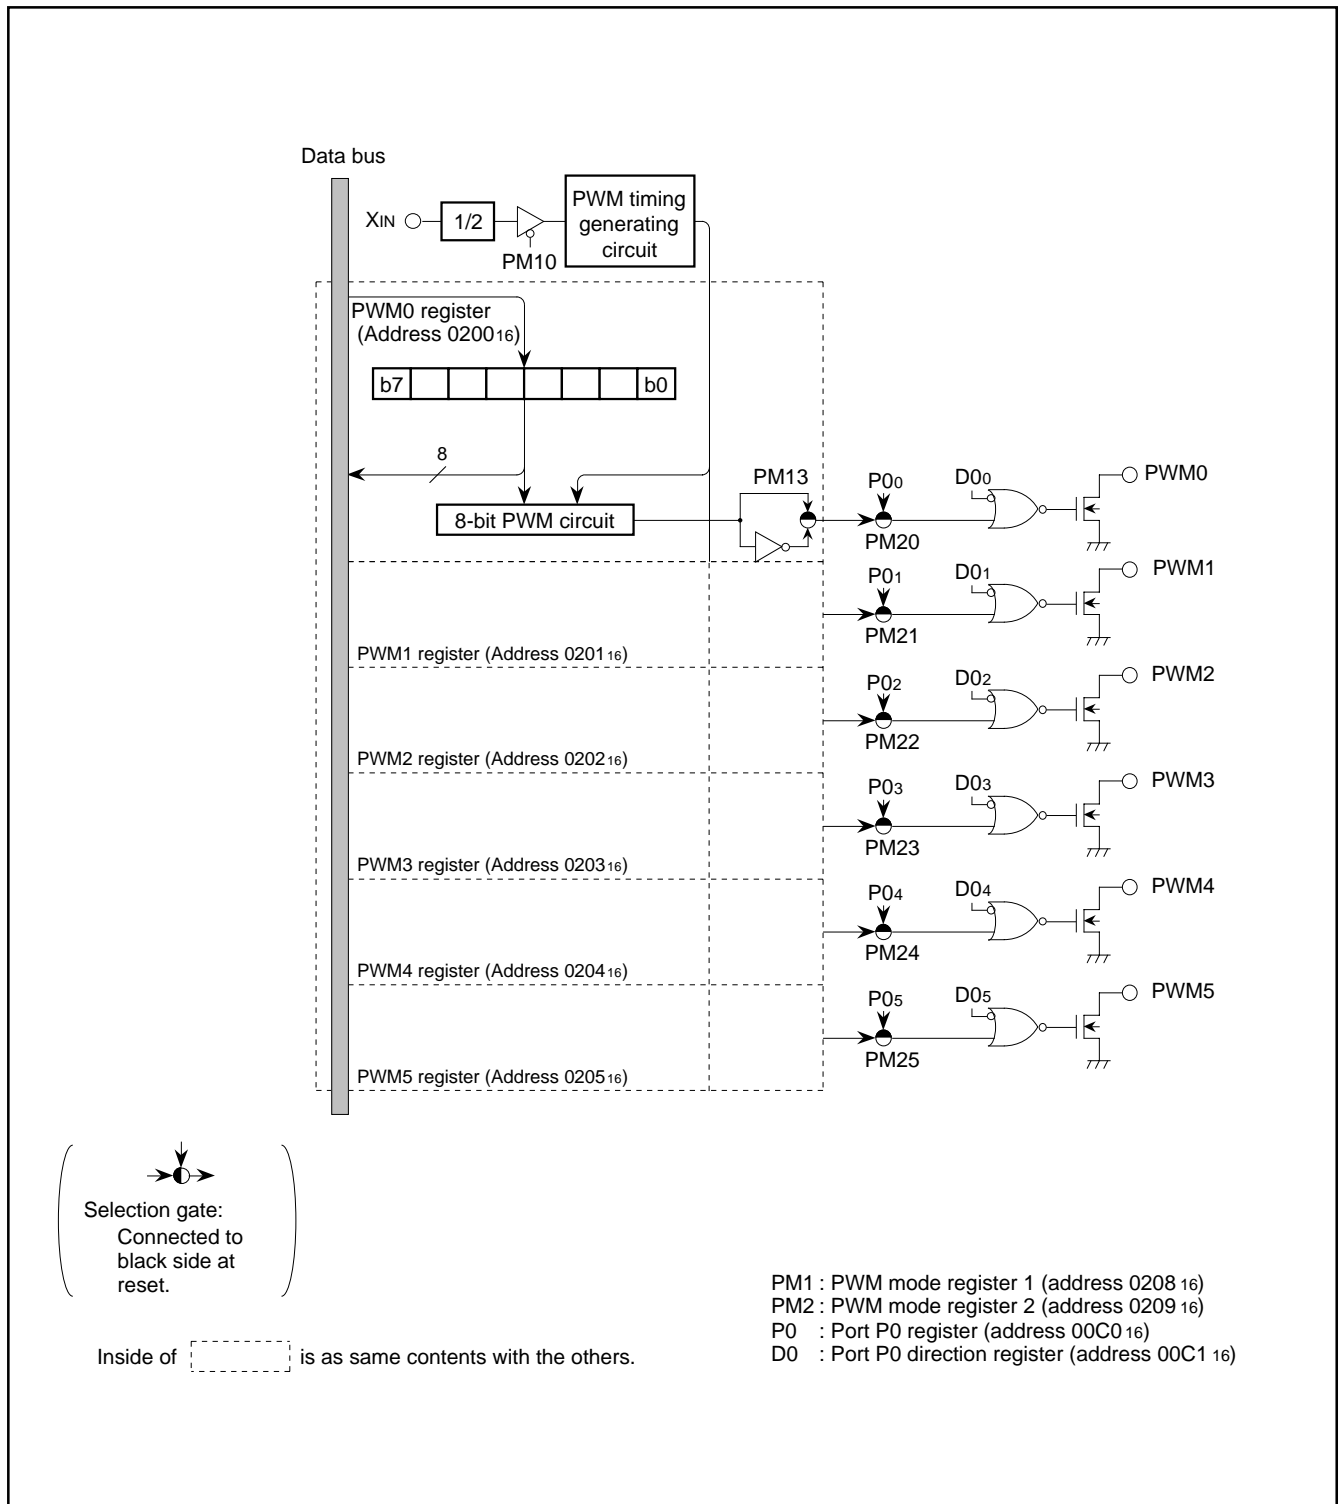 Data bus
XIN
1/2
PM10
PWM timing
generating
circuit
PWM0 register
(Address 020016)
b7
b0
8
8-bit PWM circuit
PM13
P00
PM20
D00
PWM0
P01
PM21
D01
PWM1
PWM1 register (Address 020116)
P02
PM22
D02
PWM2
PWM2 register (Address 020216)
P03
PM23
D03
PWM3
PWM3 register (Address 020316)
P04
PM24
D04
PWM4
PWM4 register (Address 020416)
P05
PM25
D05
PWM5
PWM5 register (Address 020516)
Selection gate:
Connected to
black side at
reset.
Inside of is as same contents with the others.
PM1 : PWM mode register 1 (address 0208 16)
PM2 : PWM mode register 2 (address 0209 16)
P0 : Port P0 register (address 00C0 16)
D0 : Port P0 direction register (address 00C1 16)